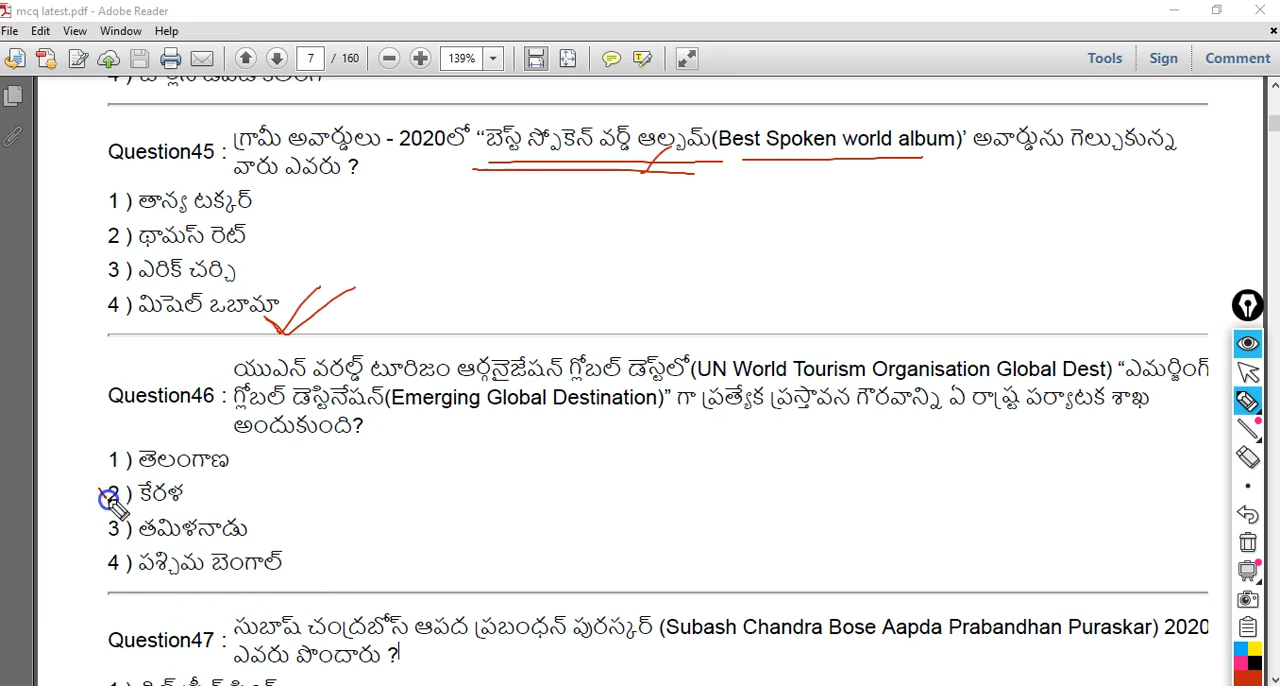 mcq latest.pdf - Adobe Reader
File Edit View Window Help
7 / 160 139% Tools Sign Comment
Question45 : గ్రామీ అవార్డులు - 2020లో “బెస్ట్ స్పోకెన్ వర్డ్ ఆల్బమ్(Best Spoken world album)’ అవార్డును గెల్చుకున్న
వారు ఎవరు ?
1 ) తాన్య టక్కర్
2 ) థామస్ రెట్
3 ) ఎరిక్ చర్చి
4 ) మిషెల్ ఒబామా
యుఎన్ వరల్డ్ టూరిజం ఆర్గనైజేషన్ గ్లోబల్ డెస్ట్‌లో(UN World Tourism Organisation Global Dest) “ఎమర్జింగ్
Question46 : గ్లోబల్ డెస్టినేషన్(Emerging Global Destination)” గా ప్రత్యేక ప్రస్తావన గౌరవాన్ని ఏ రాష్ట్ర పర్యాటక శాఖ
అందుకుంది?
1 ) తెలంగాణ
2 ) కేరళ
3 ) తమిళనాడు
4 ) పశ్చిమ బెంగాల్
Question47 : సుబాష్ చంద్రబోస్ ఆపద ప్రబంధన్ పురస్కర్ (Subash Chandra Bose Aapda Prabandhan Puraskar) 2020
ఎవరు పొందారు ?